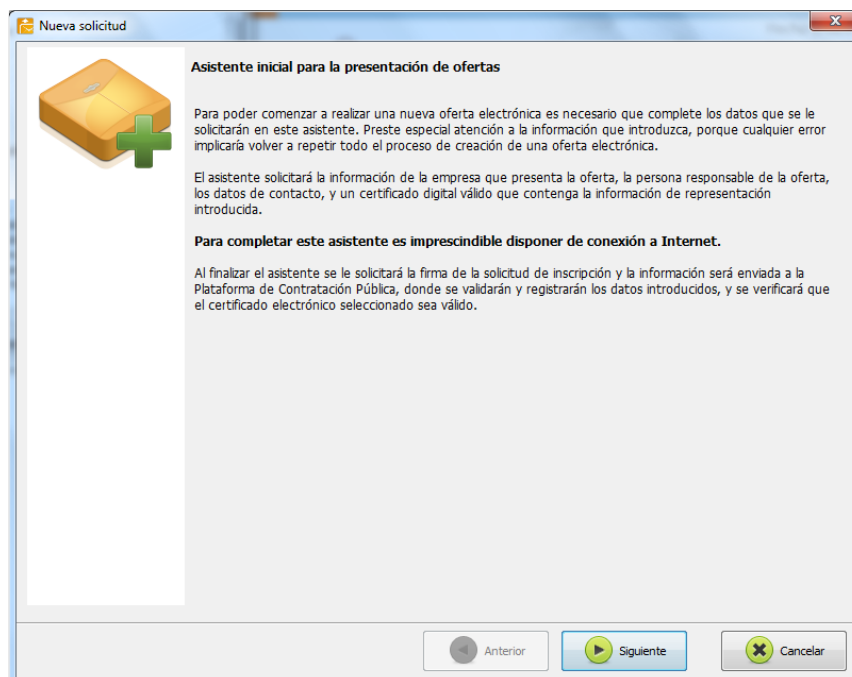 Nueva solicitud
Asistente inicial para la presentación de ofertas
Para poder comenzar a realizar una nueva oferta electrónica es necesario que complete los datos que se le
solicitarán en este asistente. Preste especial atención a la información que introduzca, porque cualquier error
implicaría volver a repetir todo el proceso de creación de una oferta electrónica.
El asistente solicitará la información de la empresa que presenta la oferta, la persona responsable de la oferta,
los datos de contacto, y un certificado digital válido que contenga la información de representación
introducida.
Para completar este asistente es imprescindible disponer de conexión a Internet.
Al finalizar el asistente se le solicitará la firma de la solicitud de inscripción y la información será enviada a la
Plataforma de Contratación Pública, donde se validarán y registrarán los datos introducidos, y se verificará que
el certificado electrónico seleccionado sea válido.
Anterior
Siguiente
Cancelar